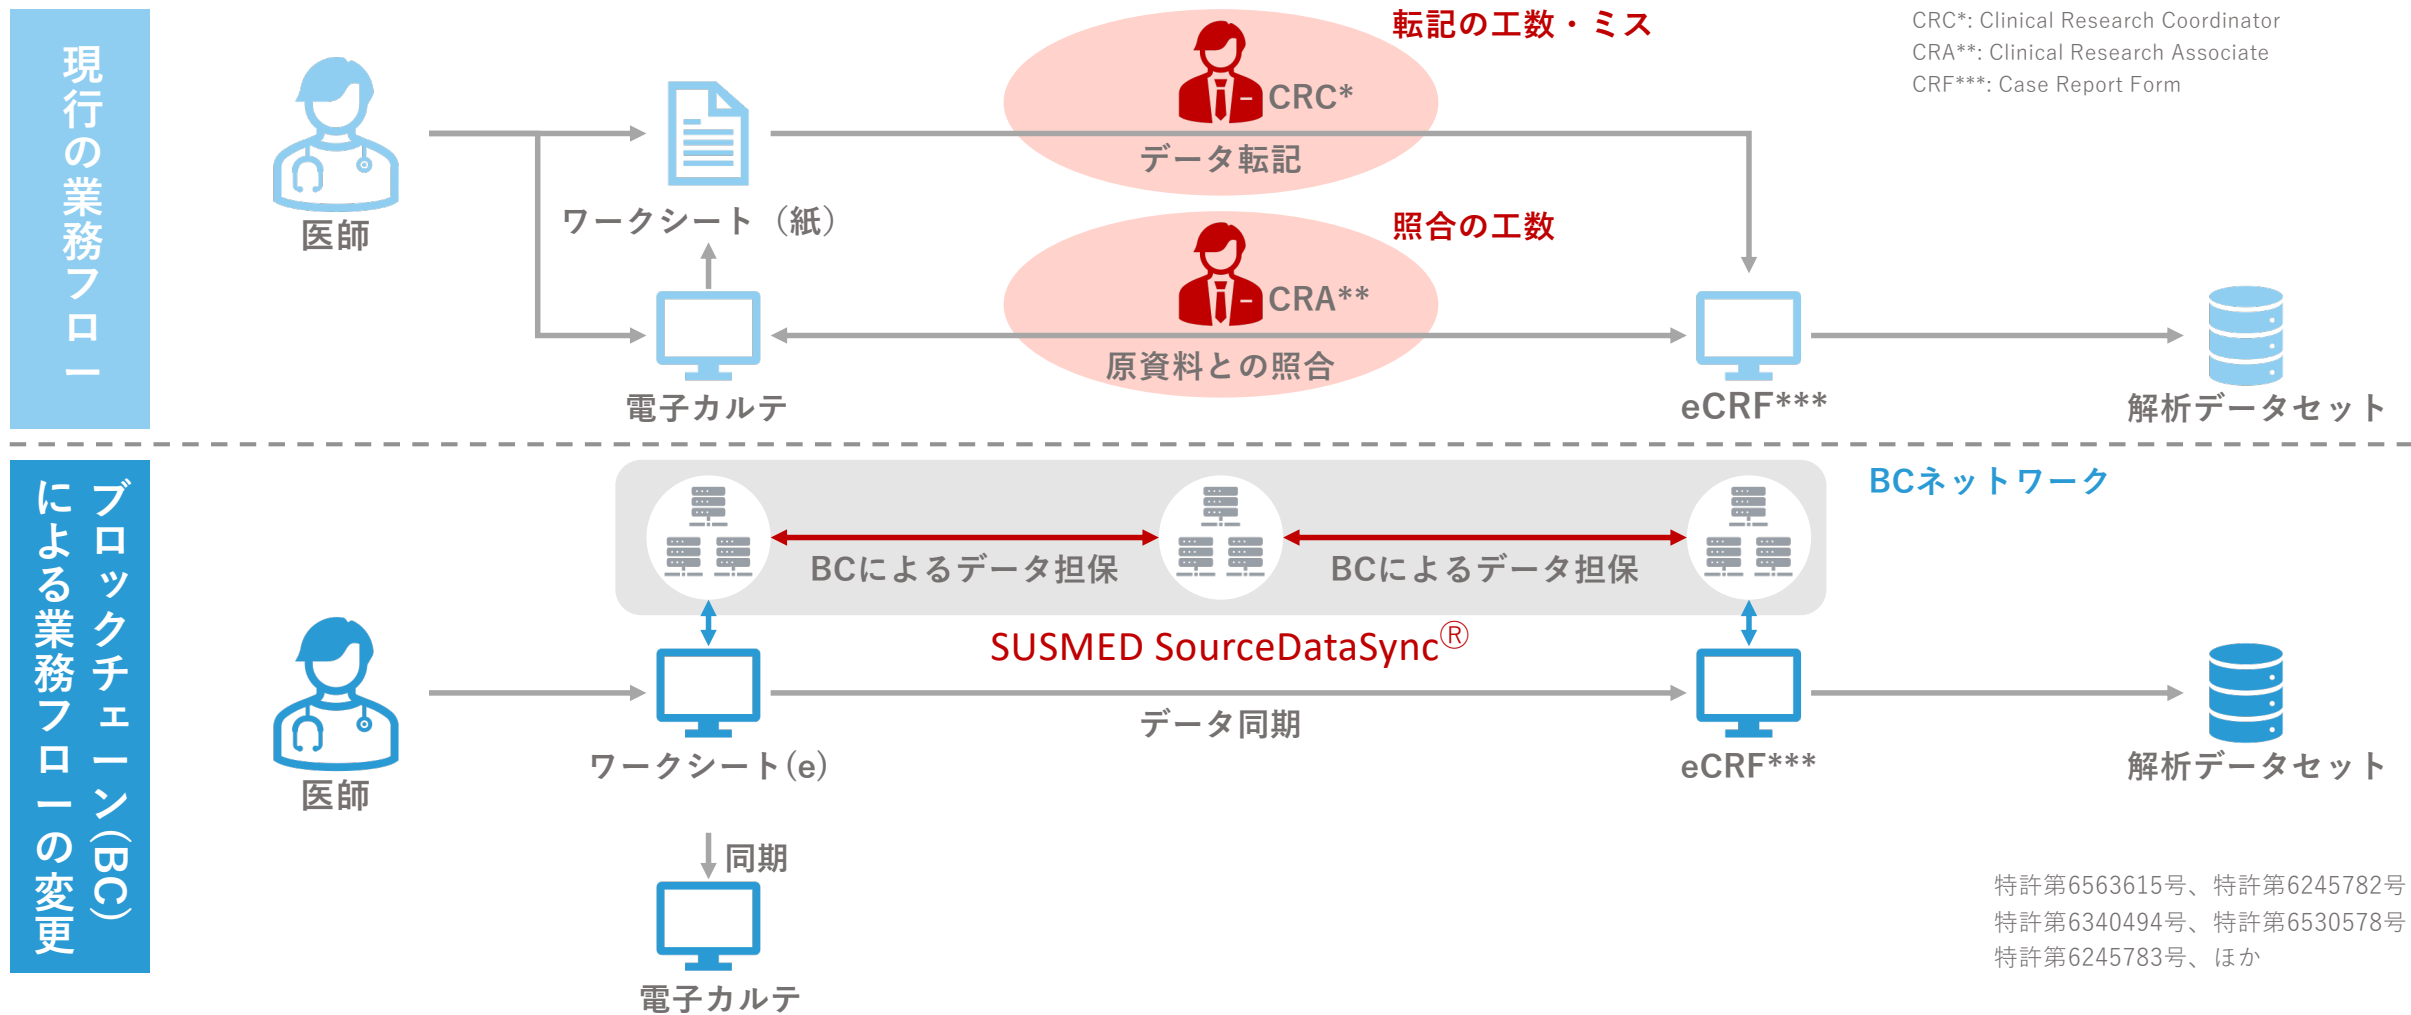 現行の業務フロー
転記の工数・ミス
CRC*: Clinical Research Coordinator
CRA**: Clinical Research Associate
CRF***: Case Report Form
CRC*
データ転記
医師
ワークシート（紙）
照合の工数
CRA**
原資料との照合
電子カルテ
eCRF***
解析データセット
ブロックチェーン(BC)
による業務フローの変更
BCネットワーク
BCによるデータ担保
BCによるデータ担保
SUSMED SourceDataSync®
データ同期
医師
ワークシート(e)
eCRF***
解析データセット
同期
電子カルテ
特許第6563615号、特許第6245782号
特許第6340494号、特許第6530578号
特許第6245783号、ほか